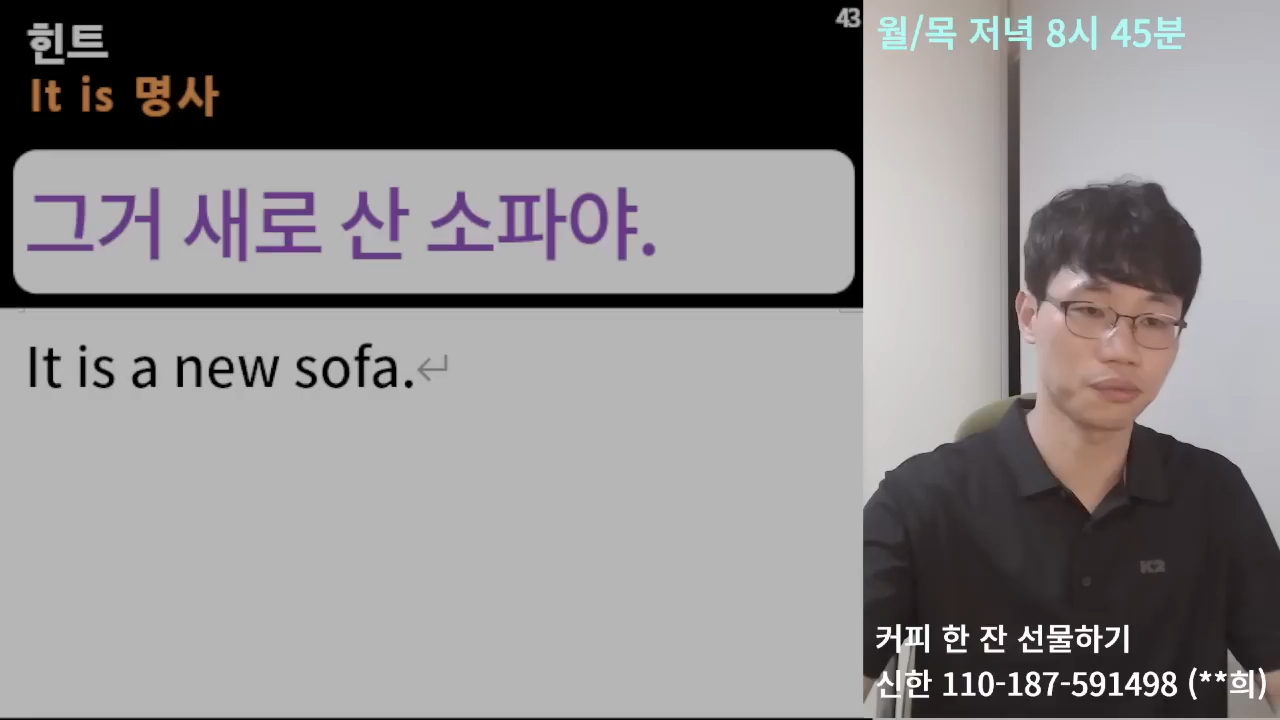 힌트
It is 명사
43
그거 새로 산 소파야.
It is a new sofa.↵
월/목 저녁 8시 45분
K2
커피 한 잔 선물하기
신한 110-187-591498 (**희)